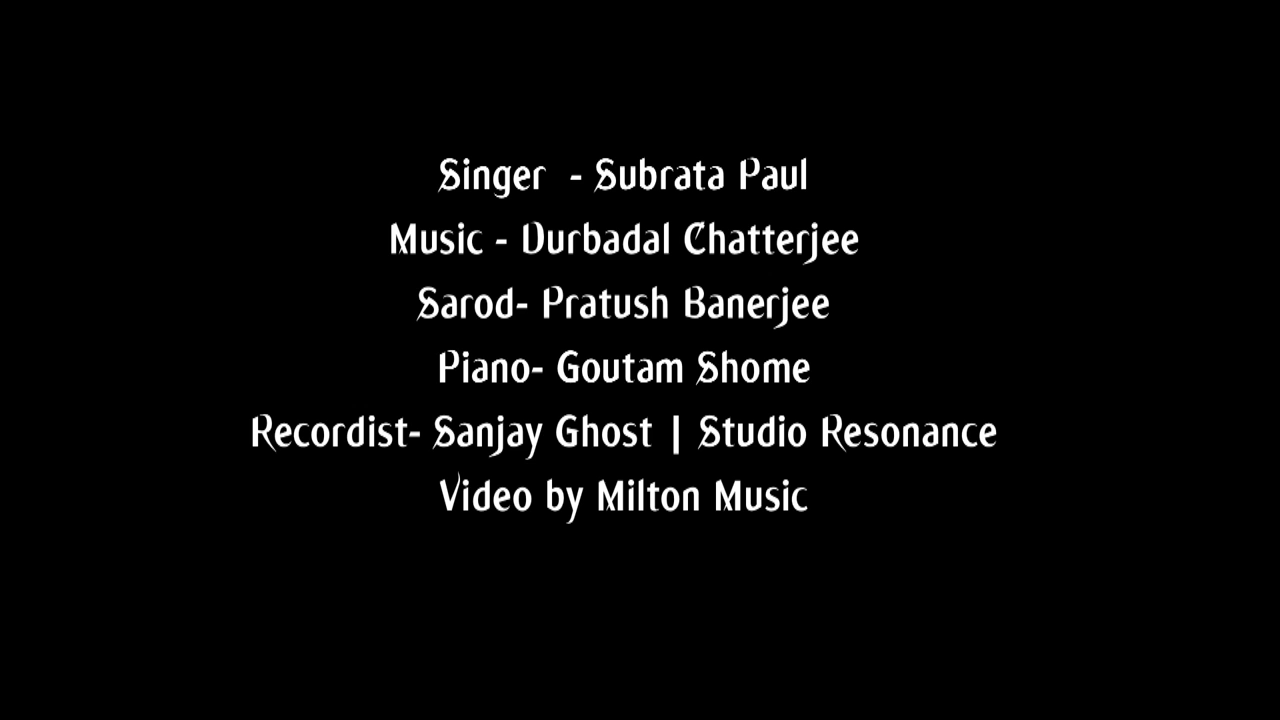 Singer - Subrata Paul
Music - Durbadal Chatterjee
Sarod- Pratush Banerjee
Piano- Goutam Shome
Recordist- Sanjay Ghost | Studio Resonance
Video by Milton Music